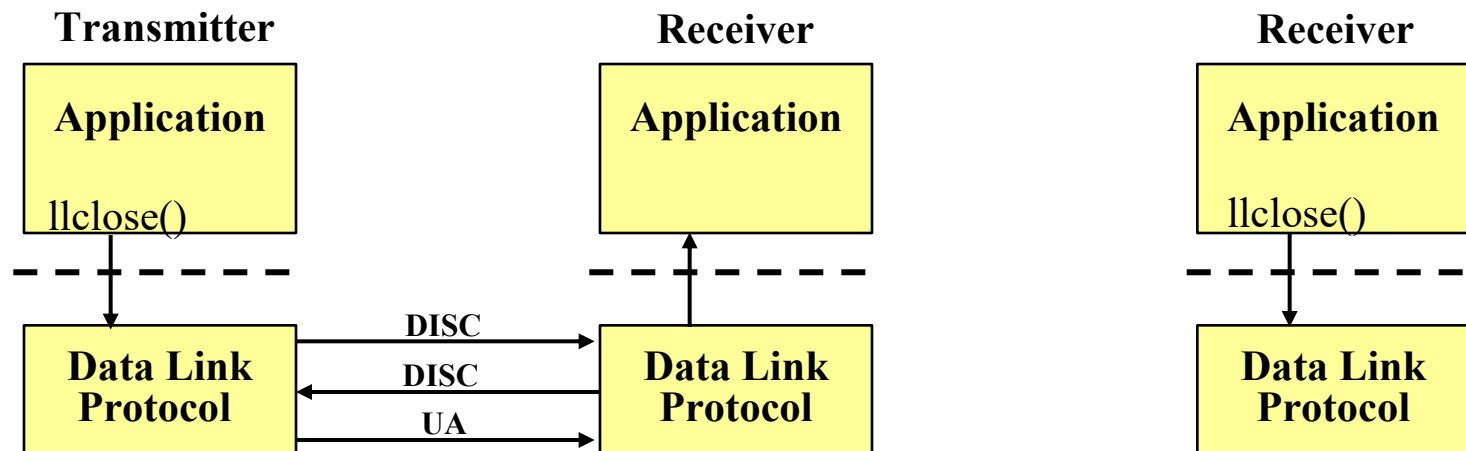 Transmitter
Receiver
Receiver
Application
Application
Application
llclose()
llclose()
DISC
DISC
UA
Data Link
Protocol
Data Link
Protocol
Data Link
Protocol